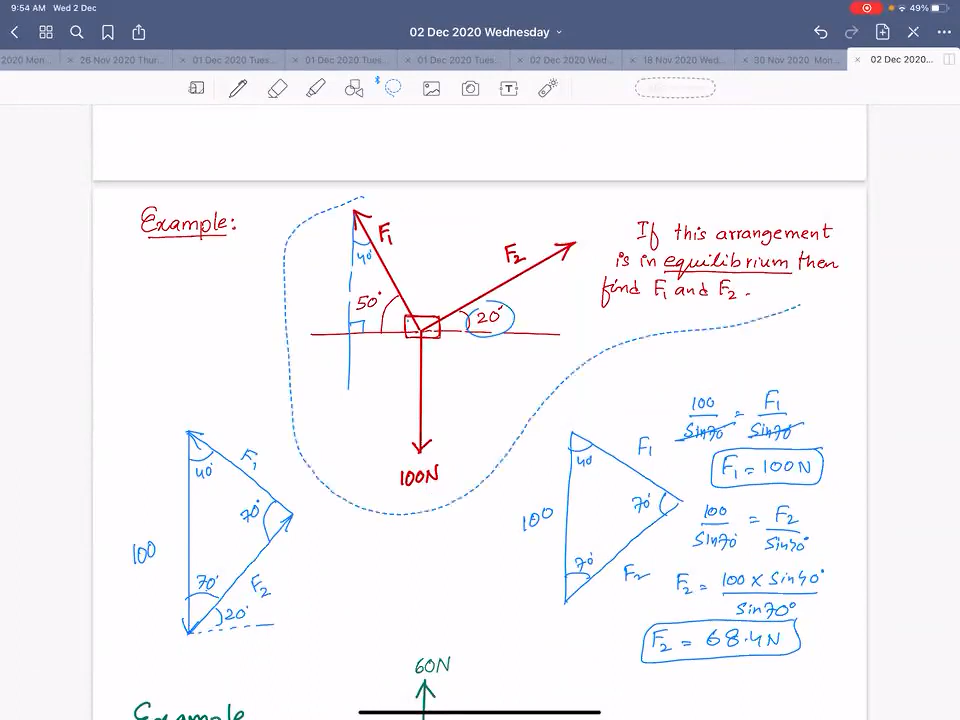 9:54 AM Wed 2 Dec
49%
02 Dec 2020 Wednesday
2020 Mon...
26 Nov 2020 Thur...
01 Dec 2020 Tues...
01 Dec 2020 Tues...
01 Dec 2020 Tues...
02 Dec 2020 Wed...
18 Nov 2020 Wedn...
30 Nov 2020 Mon...
02 Dec 2020...
Example:
F1
40°
50°
F2
20°
100N
If this arrangement
is in equilibrium then
find F1 and F2.
40°
F1
70°
100
70°
F2
20°
40
F1
100
70°
70°
F2
100/Sin70 = F1/Sin70
F1 = 100N
100/Sin70° = F2/Sin40°
F2 = 100 × Sin40°/Sin70°
F2 = 68.4N
60N
Example